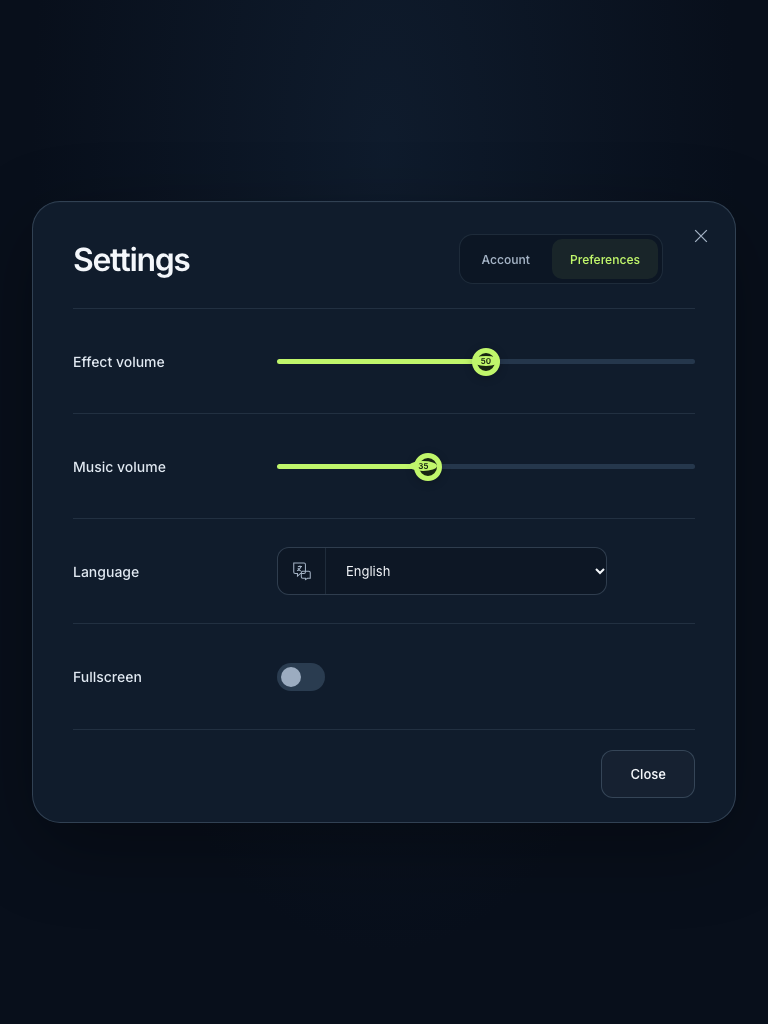 Settings
Account
Preferences
Effect volume
50
Music volume
35
Language
English
Fullscreen
Close